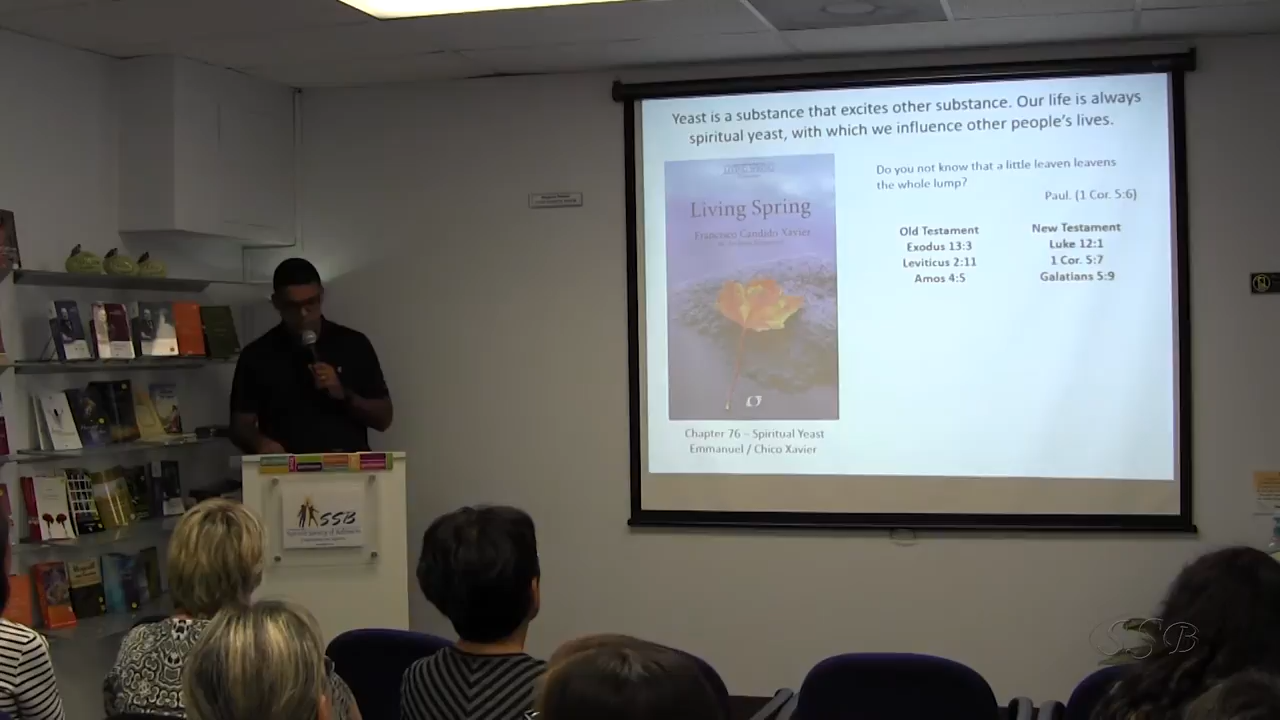 Yeast is a substance that excites other substance. Our life is always
spiritual yeast, with which we influence other people's lives.
Living Spring
Francisco Candido Xavier
Do you not know that a little leaven leavens
the whole lump?
Paul. (1 Cor. 5:6)
Old Testament
Exodus 13:3
Leviticus 2:11
Amos 4:5
New Testament
Luke 12:1
1 Cor. 5:7
Galatians 5:9
Chapter 76 – Spiritual Yeast
Emmanuel / Chico Xavier
SSB
SSB